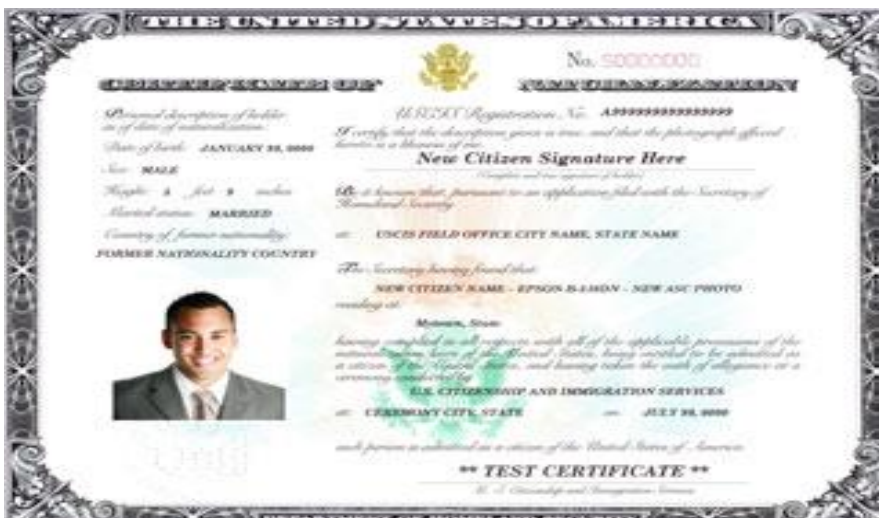 THE UNITED STATES OF AMERICA
No. 50000000
CERTIFICATE OF NATURALIZATION
Personal description of holder
as of date of naturalization:
Date of birth: JANUARY 99, 0000
Sex: MALE
Height: 5 feet 9 inches
Marital status: MARRIED
Country of former nationality:
FORMER NATIONALITY COUNTRY
USCIS Registration No. A999999999999999
I certify that the description given is true, and that the photograph affixed
hereto is a likeness of me.
New Citizen Signature Here
(Complete and true signature of holder)
Be it known that, pursuant to an application filed with the Secretary of
Homeland Security
at: USCIS FIELD OFFICE CITY NAME, STATE NAME
The Secretary having found that:
NEW CITIZEN NAME - EPSON NEW ASC PHOTO
residing at:
Mytown, State
having complied in all respects with all of the applicable provisions of the
naturalization laws of the United States, being entitled to be admitted as
a citizen of the United States, and having taken the oath of allegiance at a
ceremony conducted by
U.S. CITIZENSHIP AND IMMIGRATION SERVICES
at: CEREMONY CITY, STATE on: JULY 99, 0000
such person is admitted as a citizen of the United States of America.
** TEST CERTIFICATE **
U. S. Citizenship and Immigration Services